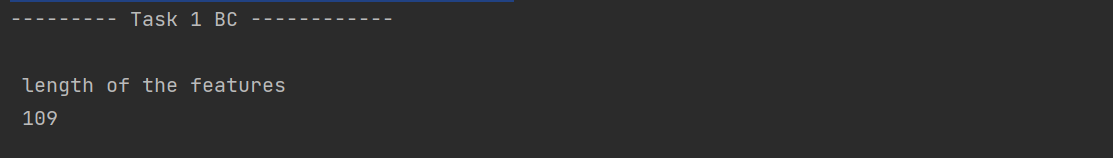 --------- Task 1 BC ------------
length of the features
109